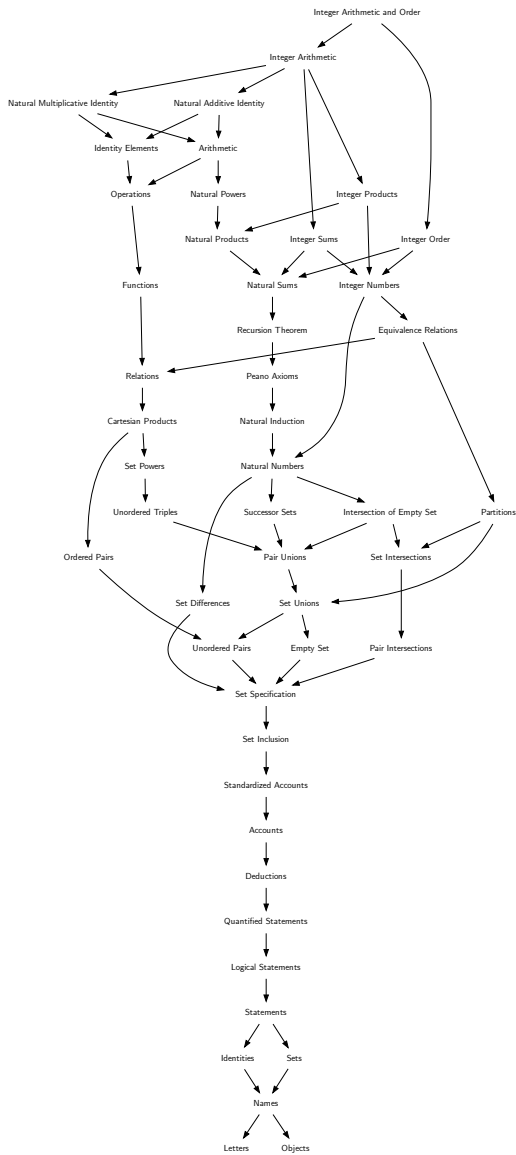 Integer Arithmetic and Order
Integer Arithmetic
Natural Multiplicative Identity
Natural Additive Identity
Identity Elements
Arithmetic
Operations
Natural Powers
Integer Products
Natural Products
Integer Sums
Integer Order
Functions
Natural Sums
Integer Numbers
Recursion Theorem
Equivalence Relations
Relations
Peano Axioms
Cartesian Products
Natural Induction
Set Powers
Natural Numbers
Unordered Triples
Successor Sets
Intersection of Empty Set
Partitions
Ordered Pairs
Pair Unions
Set Intersections
Set Differences
Set Unions
Unordered Pairs
Empty Set
Pair Intersections
Set Specification
Set Inclusion
Standardized Accounts
Accounts
Deductions
Quantified Statements
Logical Statements
Statements
Identities
Sets
Names
Letters
Objects